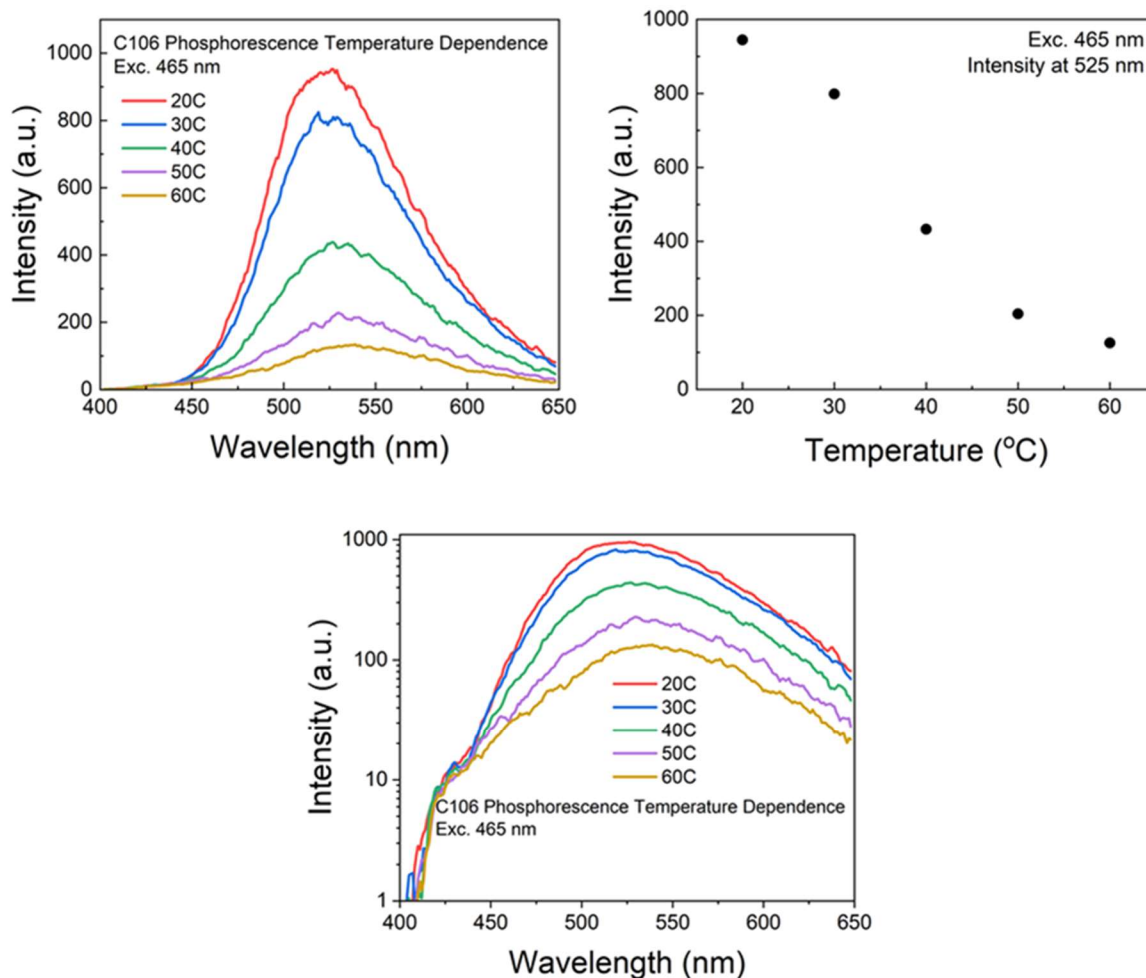 C106 Phosphorescence Temperature Dependence
Exc. 465 nm
20C
30C
40C
50C
60C
1000
800
600
400
200
0
400 450 500 550 600 650
Intensity (a.u.)
Wavelength (nm)
Exc. 465 nm
Intensity at 525 nm
1000
800
600
400
200
0
20 30 40 50 60
Intensity (a.u.)
Temperature (°C)
1000
100
10
1
20C
30C
40C
50C
60C
C106 Phosphorescence Temperature Dependence
Exc. 465 nm
400 450 500 550 600 650
Intensity (a.u.)
Wavelength (nm)